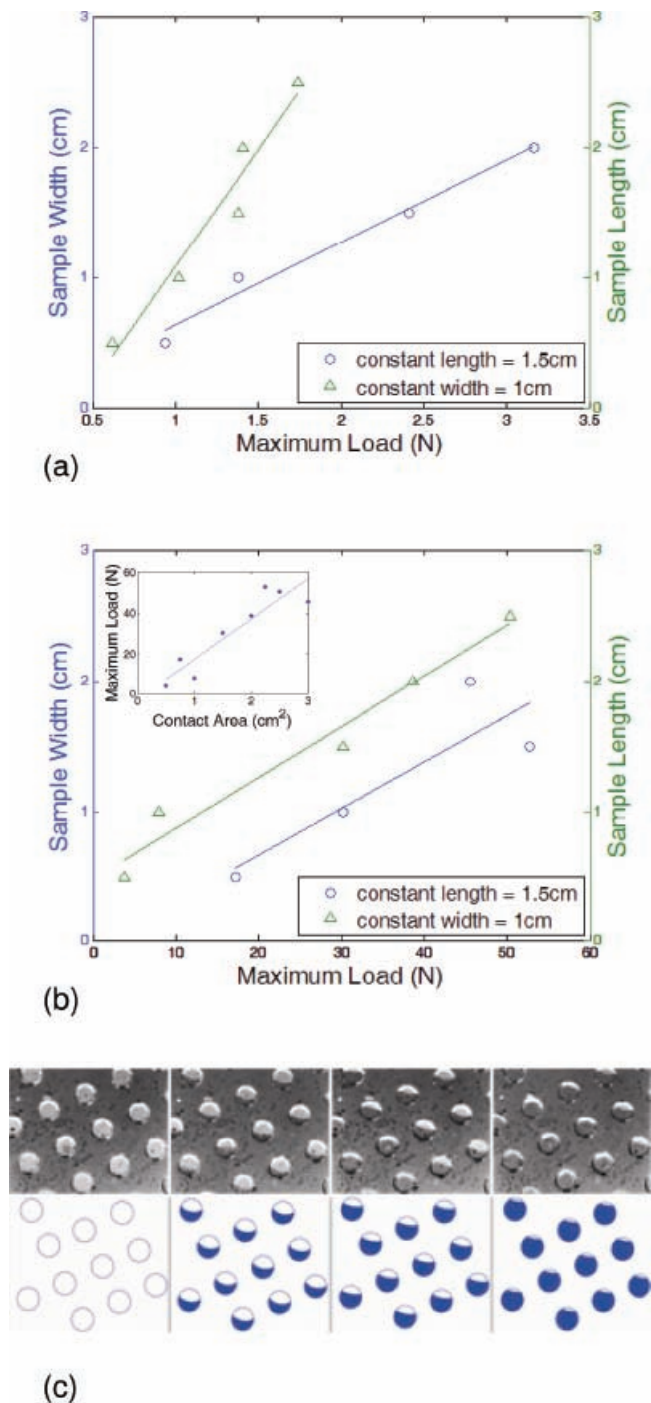 3
3
Sample Width (cm)
Sample Length (cm)
2
2
1
1
constant length = 1.5cm
constant width = 1cm
0
0
0.5
1
1.5
2
2.5
3
3.5
Maximum Load (N)
(a)
3
3
Maximum Load (N)
60
40
20
0
0
1
2
3
Contact Area (cm2)
Sample Width (cm)
Sample Length (cm)
2
2
1
1
constant length = 1.5cm
constant width = 1cm
0
0
0
10
20
30
40
50
60
Maximum Load (N)
(b)
(c)